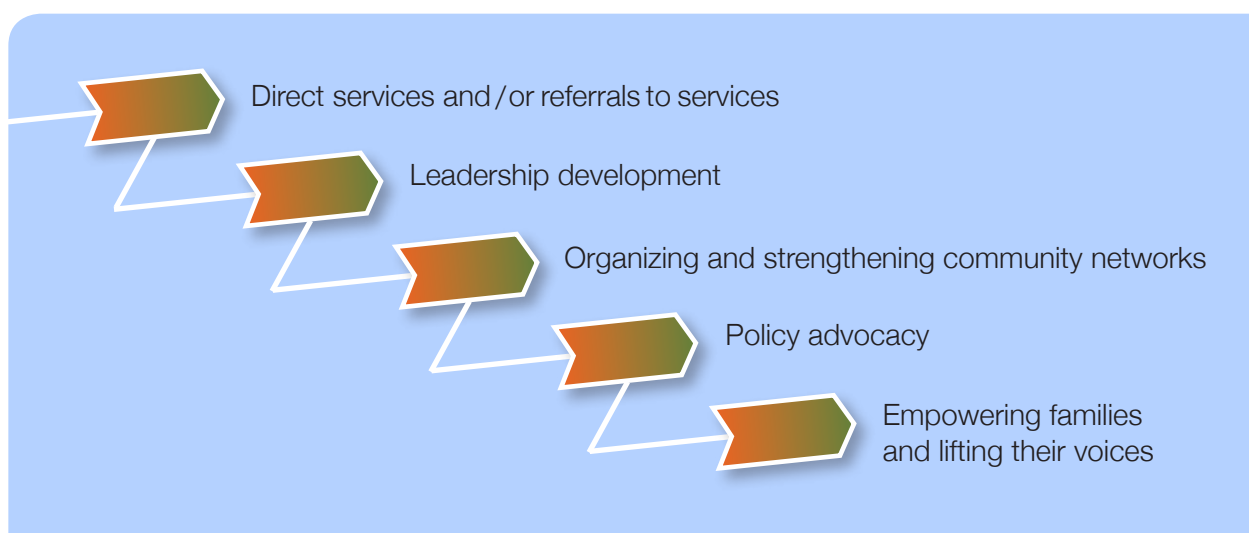 Direct services and/or referrals to services
Leadership development
Organizing and strengthening community networks
Policy advocacy
Empowering families
and lifting their voices